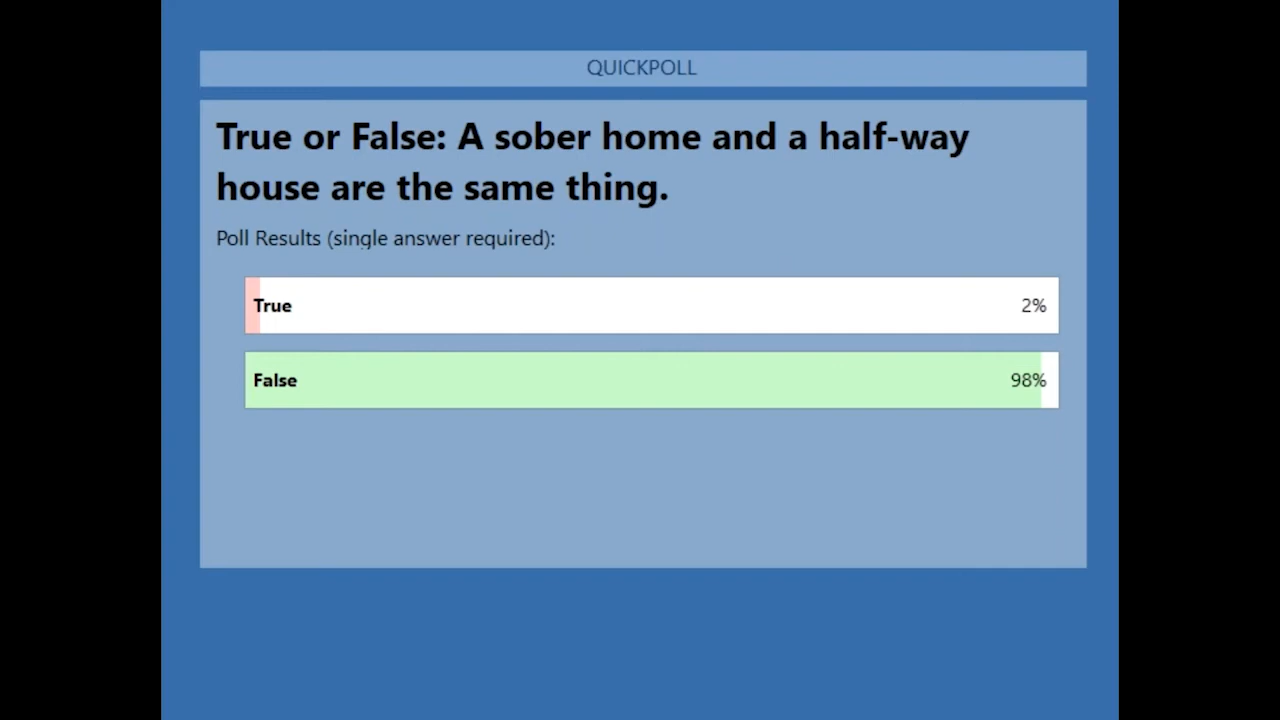 QUICKPOLL
True or False: A sober home and a half-way
house are the same thing.
Poll Results (single answer required):
True 2%
False 98%